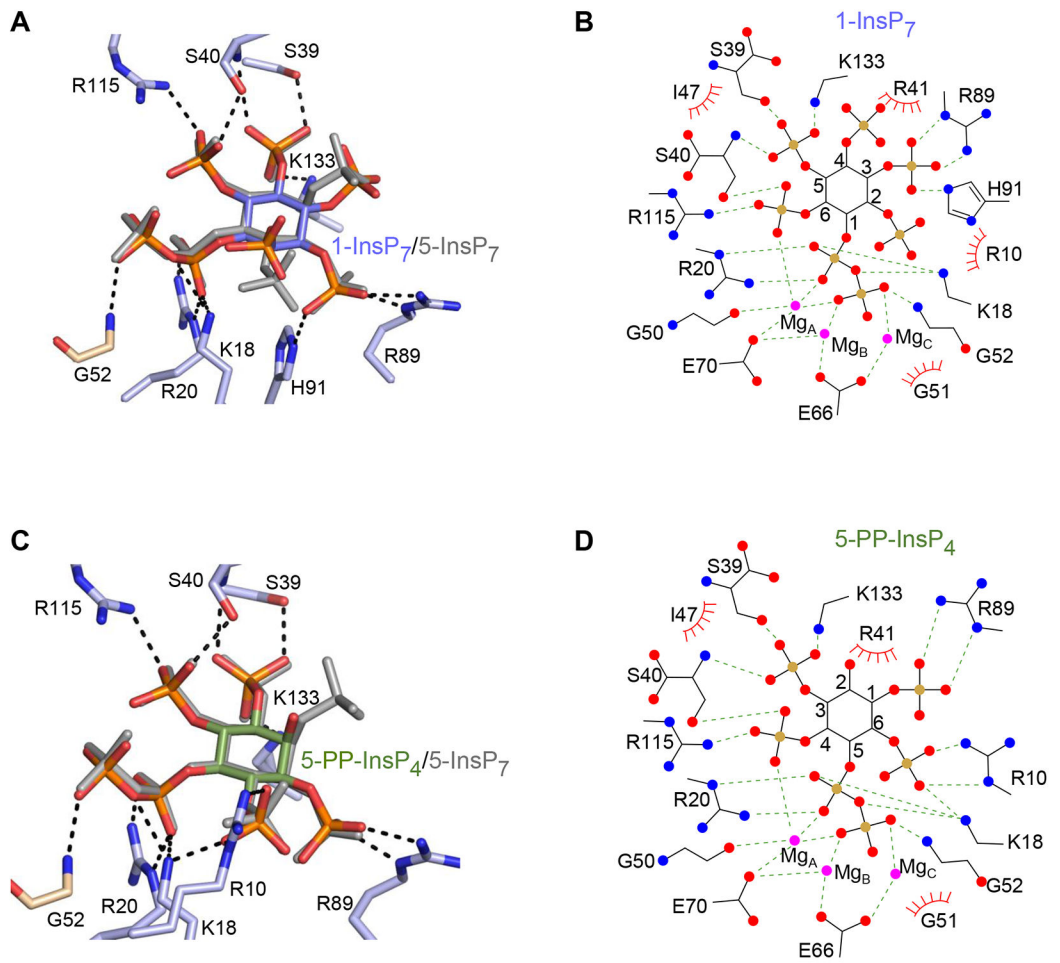 A
S40
S39
R115
K133
1-InsP7/5-InsP7
G52
R20
K18
H91
R89
B
1-InsP7
S39
K133
I47
R41
R89
S40
4
3
5
2
6
1
H91
R115
R10
R20
K18
G50
MgA
MgB
MgC
G52
E70
G51
E66
C
S40
S39
R115
K133
5-PP-InsP4/5-InsP7
G52
R20
K18
R10
R89
D
5-PP-InsP4
S39
K133
R89
I47
R41
S40
2
1
3
6
4
5
R115
R10
R20
K18
G50
MgA
MgB
MgC
G52
E70
G51
E66